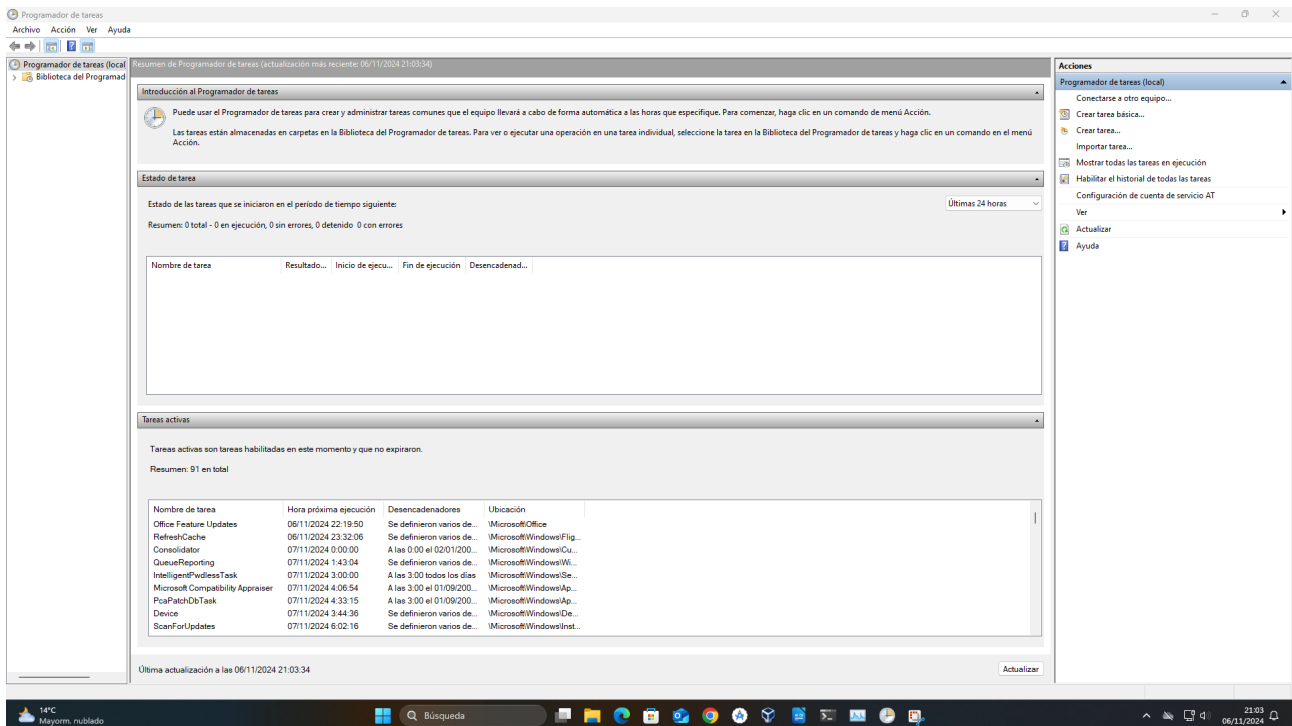 Programador de tareas
Archivo Acción Ver Ayuda
Programador de tareas (local
Biblioteca del Programad
Resumen de Programador de tareas (actualización más reciente: 06/11/2024 21:03:34)
Introducción al Programador de tareas
Puede usar el Programador de tareas para crear y administrar tareas comunes que el equipo llevará a cabo de forma automática a las horas que especifique. Para comenzar, haga clic en un comando de menú Acción.
Las tareas están almacenadas en carpetas en la Biblioteca del Programador de tareas. Para ver o ejecutar una operación en una tarea individual, seleccione la tarea en la Biblioteca del Programador de tareas y haga clic en un comando en el menú
Acción.
Estado de tarea
Estado de las tareas que se iniciaron en el período de tiempo siguiente:
Últimas 24 horas
Resumen: 0 total - 0 en ejecución, 0 sin errores, 0 detenido 0 con errores
Nombre de tarea Resultado... Inicio de ejecu... Fin de ejecución Desencadenad...
Tareas activas
Tareas activas son tareas habilitadas en este momento y que no expiraron.
Resumen: 91 en total
Nombre de tarea Hora próxima ejecución Desencadenadores Ubicación
Office Feature Updates 06/11/2024 22:19:50 Se definieron varios de... \Microsoft\Office
RefreshCache 06/11/2024 23:32:06 Se definieron varios de... \Microsoft\Windows\Flig...
Consolidator 07/11/2024 0:00:00 A las 0:00 el 02/01/200... \Microsoft\Windows\Cu...
QueueReporting 07/11/2024 1:43:04 Se definieron varios de... \Microsoft\Windows\Wi...
IntelligentPwdlessTask 07/11/2024 3:00:00 A las 3:00 todos los días \Microsoft\Windows\Se...
Microsoft Compatibility Appraiser 07/11/2024 4:06:54 A las 3:00 el 01/09/200... \Microsoft\Windows\Ap...
PcaPatchDbTask 07/11/2024 4:33:15 A las 3:00 el 01/09/200... \Microsoft\Windows\Ap...
Device 07/11/2024 3:44:36 Se definieron varios de... \Microsoft\Windows\De...
ScanForUpdates 07/11/2024 6:02:16 Se definieron varios de... \Microsoft\Windows\Inst...
Última actualización a las 06/11/2024 21:03:34
Actualizar
Acciones
Programador de tareas (local)
Conectarse a otro equipo...
Crear tarea básica...
Crear tarea...
Importar tarea...
Mostrar todas las tareas en ejecución
Habilitar el historial de todas las tareas
Configuración de cuenta de servicio AT
Ver
Actualizar
Ayuda
14°C
Mayorm. nublado
Búsqueda
21:03
06/11/2024